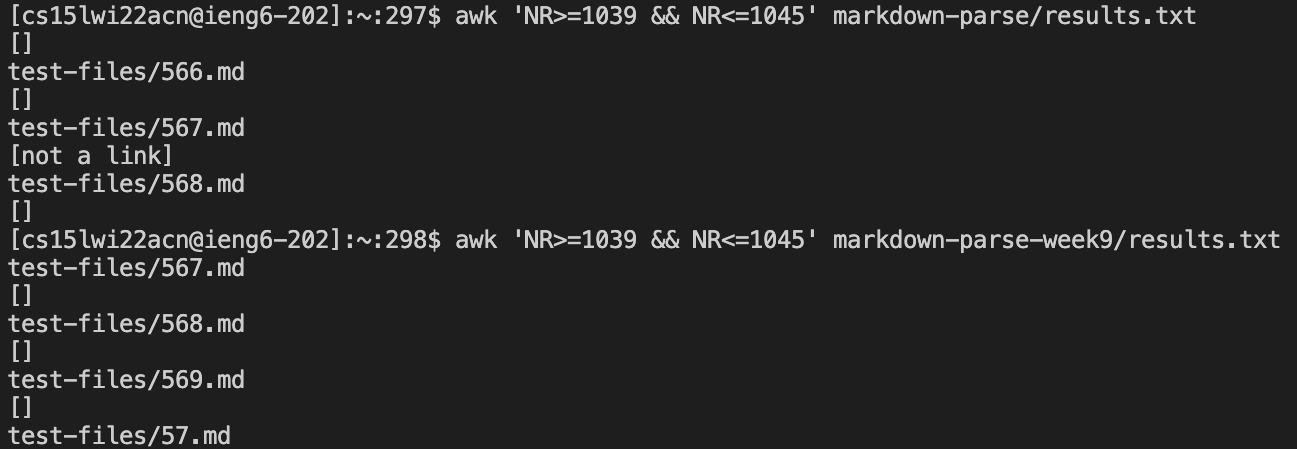 [cs15lwi22acn@ieng6-202]:~:297$ awk 'NR>=1039 && NR<=1045' markdown-parse/results.txt
[]
test-files/566.md
[]
test-files/567.md
[not a link]
test-files/568.md
[]
[cs15lwi22acn@ieng6-202]:~:298$ awk 'NR>=1039 && NR<=1045' markdown-parse-week9/results.txt
test-files/567.md
[]
test-files/568.md
[]
test-files/569.md
[]
test-files/57.md